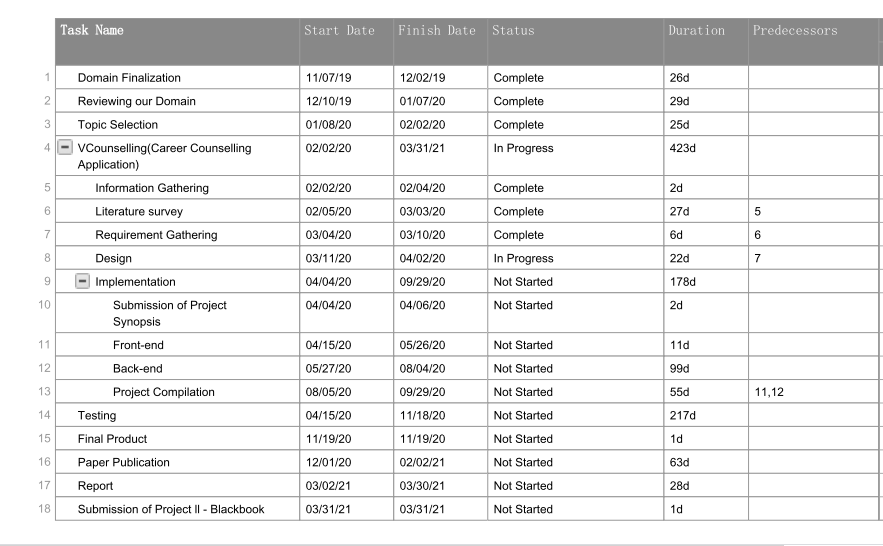 Task Name Start Date Finish Date Status Duration Predecessors
1 Domain Finalization 11/07/19 12/02/19 Complete 26d
2 Reviewing our Domain 12/10/19 01/07/20 Complete 29d
3 Topic Selection 01/08/20 02/02/20 Complete 25d
4 VCounselling(Career Counselling 02/02/20 03/31/21 In Progress 423d
Application)
5 Information Gathering 02/02/20 02/04/20 Complete 2d
6 Literature survey 02/05/20 03/03/20 Complete 27d 5
7 Requirement Gathering 03/04/20 03/10/20 Complete 6d 6
8 Design 03/11/20 04/02/20 In Progress 22d 7
9 Implementation 04/04/20 09/29/20 Not Started 178d
10 Submission of Project 04/04/20 04/06/20 Not Started 2d
Synopsis
11 Front-end 04/15/20 05/26/20 Not Started 11d
12 Back-end 05/27/20 08/04/20 Not Started 99d
13 Project Compilation 08/05/20 09/29/20 Not Started 55d 11,12
14 Testing 04/15/20 11/18/20 Not Started 217d
15 Final Product 11/19/20 11/19/20 Not Started 1d
16 Paper Publication 12/01/20 02/02/21 Not Started 63d
17 Report 03/02/21 03/30/21 Not Started 28d
18 Submission of Project ll - Blackbook 03/31/21 03/31/21 Not Started 1d